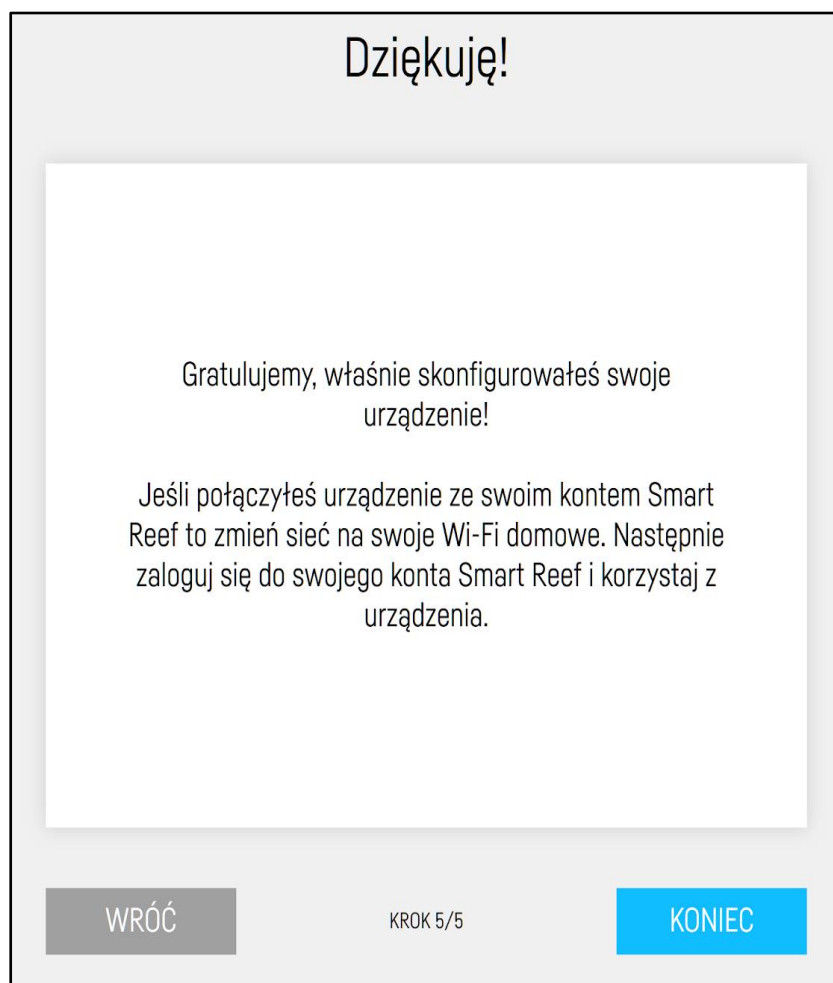 Dziękuję!
Gratulujemy, właśnie skonfigurowałeś swoje
urządzenie!
Jeśli połączyłeś urządzenie ze swoim kontem Smart
Reef to zmień sieć na swoje Wi-Fi domowe. Następnie
zaloguj się do swojego konta Smart Reef i korzystaj z
urządzenia.
WRÓĆ
KROK 5/5
KONIEC